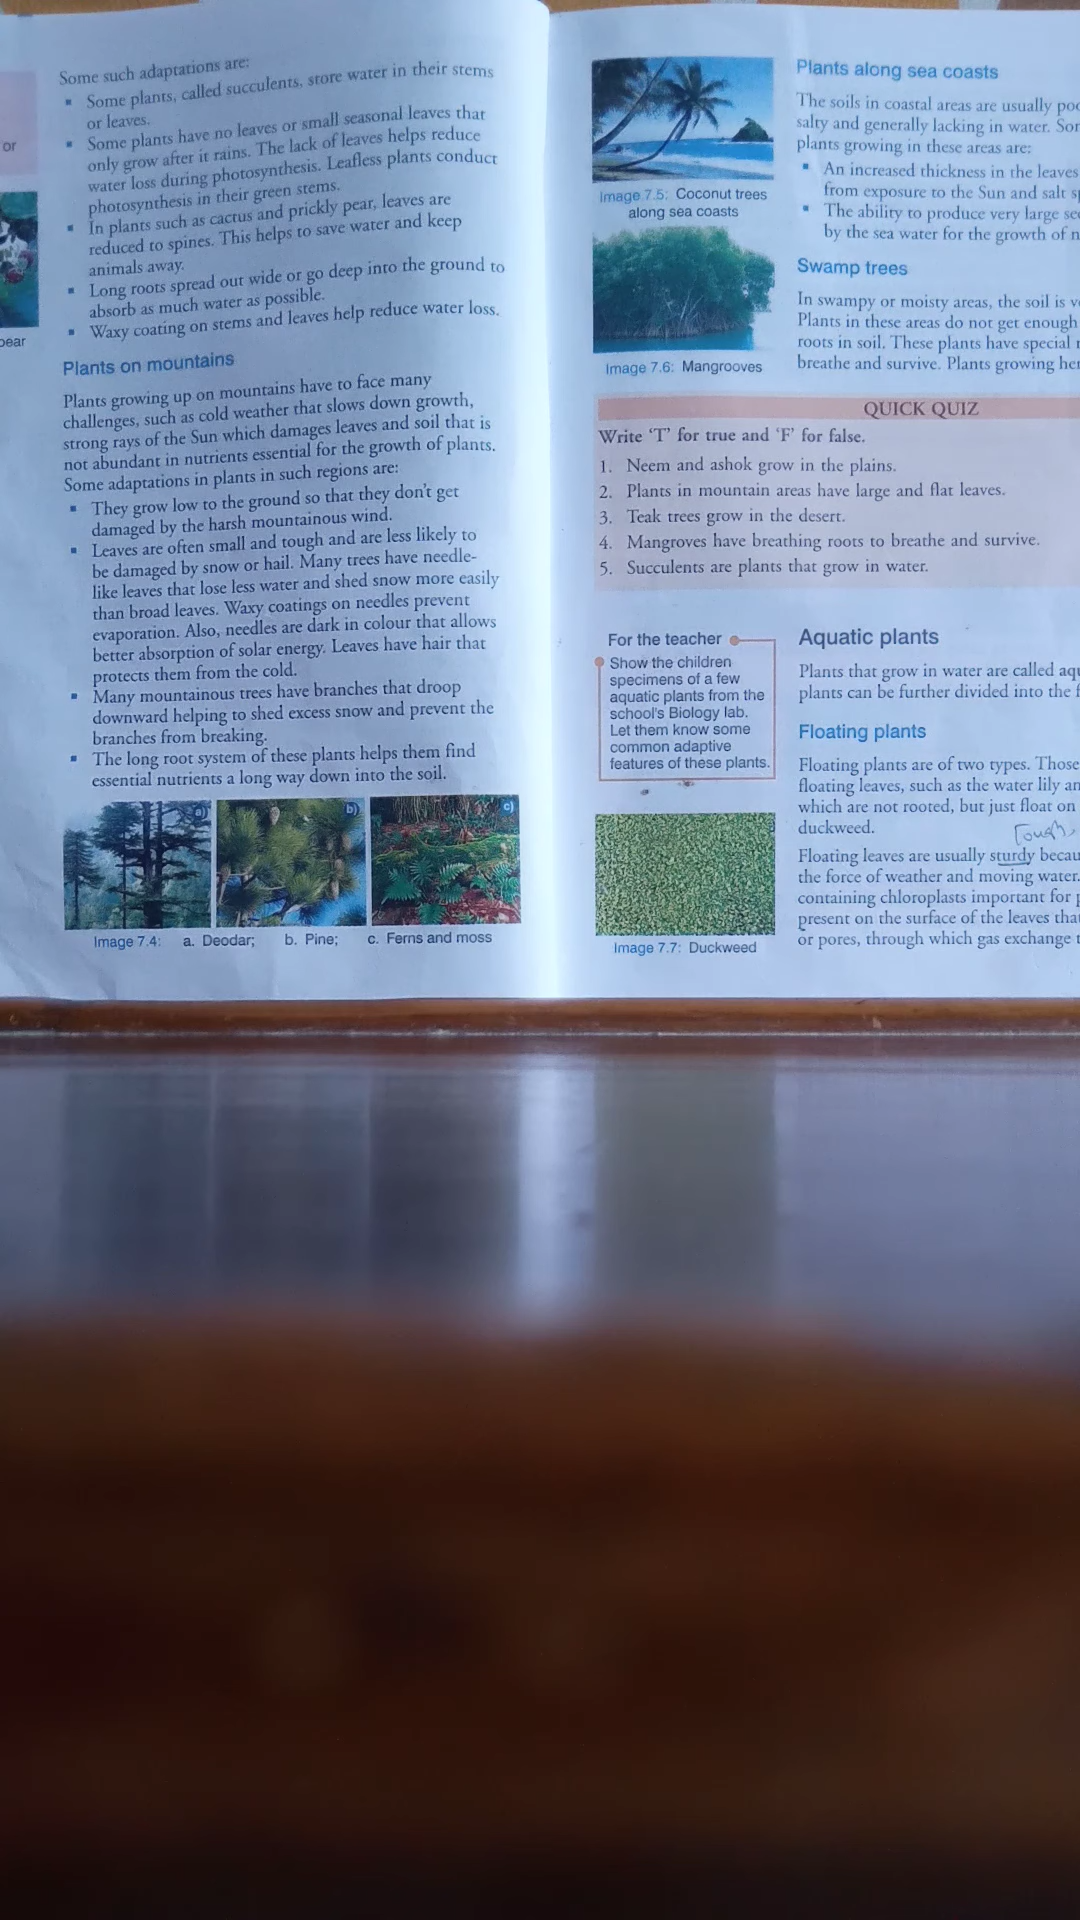 Some such adaptations are:
▪ Some plants, called succulents, store water in their stems
or leaves.
▪ Some plants have no leaves or small seasonal leaves that
only grow after it rains. The lack of leaves helps reduce
water loss during photosynthesis. Leafless plants conduct
photosynthesis in their green stems.
▪ In plants such as cactus and prickly pear, leaves are
reduced to spines. This helps to save water and keep
animals away.
▪ Long roots spread out wide or go deep into the ground to
absorb as much water as possible.
▪ Waxy coating on stems and leaves help reduce water loss.
Plants on mountains
Plants growing up on mountains have to face many
challenges, such as cold weather that slows down growth,
strong rays of the Sun which damages leaves and soil that is
not abundant in nutrients essential for the growth of plants.
Some adaptations in plants in such regions are:
▪ They grow low to the ground so that they don't get
damaged by the harsh mountainous wind.
▪ Leaves are often small and tough and are less likely to
be damaged by snow or hail. Many trees have needle-
like leaves that lose less water and shed snow more easily
than broad leaves. Waxy coatings on needles prevent
evaporation. Also, needles are dark in colour that allows
better absorption of solar energy. Leaves have hair that
protects them from the cold.
▪ Many mountainous trees have branches that droop
downward helping to shed excess snow and prevent the
branches from breaking.
▪ The long root system of these plants helps them find
essential nutrients a long way down into the soil.
a) b) c)
Image 7.4: a. Deodar; b. Pine; c. Ferns and moss
or
Image 7.5: Coconut trees
along sea coasts
Image 7.6: Mangrooves
Plants along sea coasts
The soils in coastal areas are usually
salty and generally lacking in water.
plants growing in these areas are:
▪ An increased thickness in the leaves
from exposure to the Sun and salt
▪ The ability to produce very large
by the sea water for the growth of
Swamp trees
In swampy or moisty areas, the soil is
Plants in these areas do not get enough
roots in soil. These plants have special
breathe and survive. Plants growing
QUICK QUIZ
Write 'T' for true and 'F' for false.
1. Neem and ashok grow in the plains.
2. Plants in mountain areas have large and flat leaves.
3. Teak trees grow in the desert.
4. Mangroves have breathing roots to breathe and survive.
5. Succulents are plants that grow in water.
For the teacher
Show the children
specimens of a few
aquatic plants from the
school's Biology lab.
Let them know some
common adaptive
features of these plants.
Image 7.7: Duckweed
Aquatic plants
Plants that grow in water are called
plants can be further divided into the
Floating plants
Floating plants are of two types. Those
floating leaves, such as the water lily
which are not rooted, but just float on
duckweed.
Tough,
Floating leaves are usually sturdy
the force of weather and moving water.
containing chloroplasts important for
present on the surface of the leaves
or pores, through which gas exchange